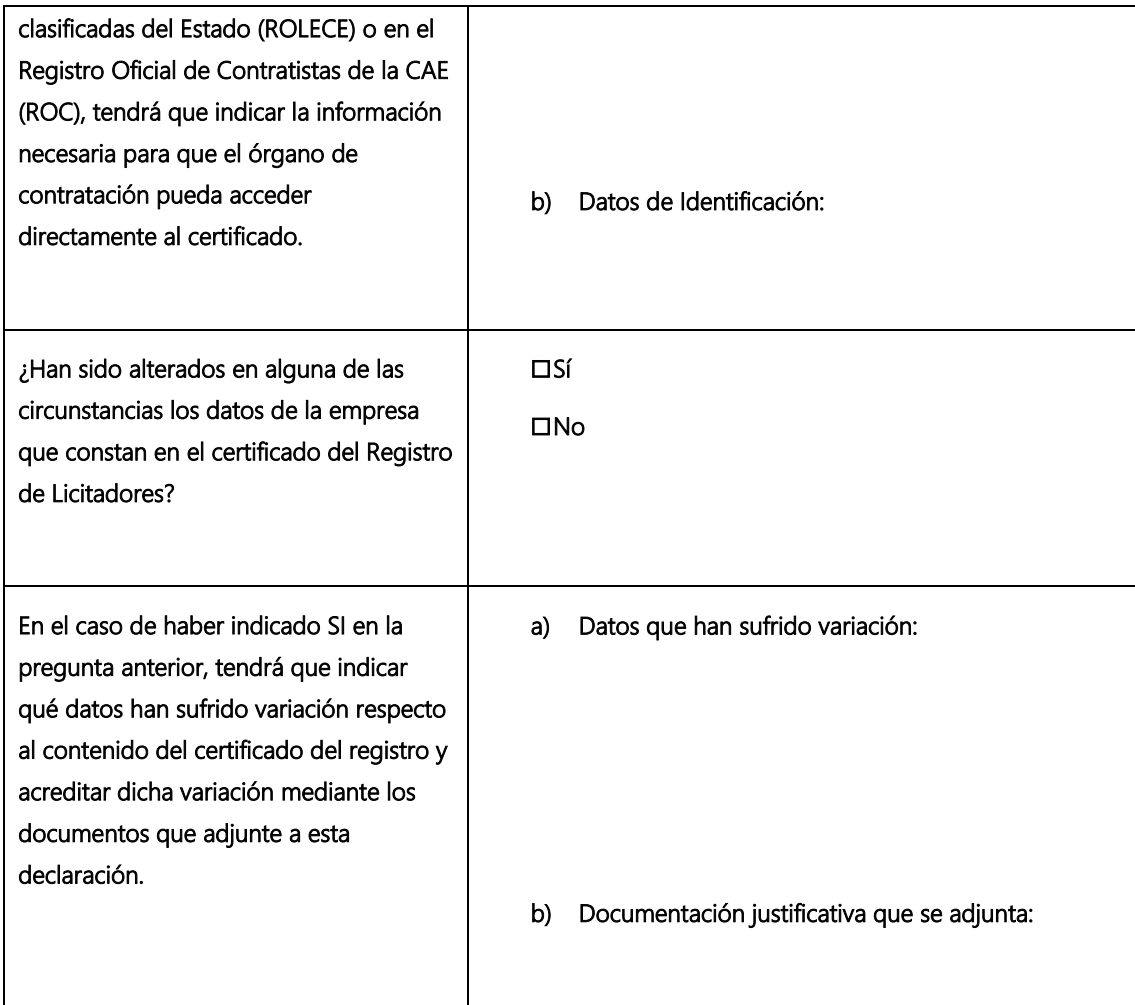 clasificadas del Estado (ROLECE) o en el
Registro Oficial de Contratistas de la CAE
(ROC), tendrá que indicar la información
necesaria para que el órgano de
contratación pueda acceder
directamente al certificado.
b) Datos de Identificación:
¿Han sido alterados en alguna de las
circunstancias los datos de la empresa
que constan en el certificado del Registro
de Licitadores?
☐Sí
☐No
En el caso de haber indicado SI en la
pregunta anterior, tendrá que indicar
qué datos han sufrido variación respecto
al contenido del certificado del registro y
acreditar dicha variación mediante los
documentos que adjunte a esta
declaración.
a) Datos que han sufrido variación:
b) Documentación justificativa que se adjunta: